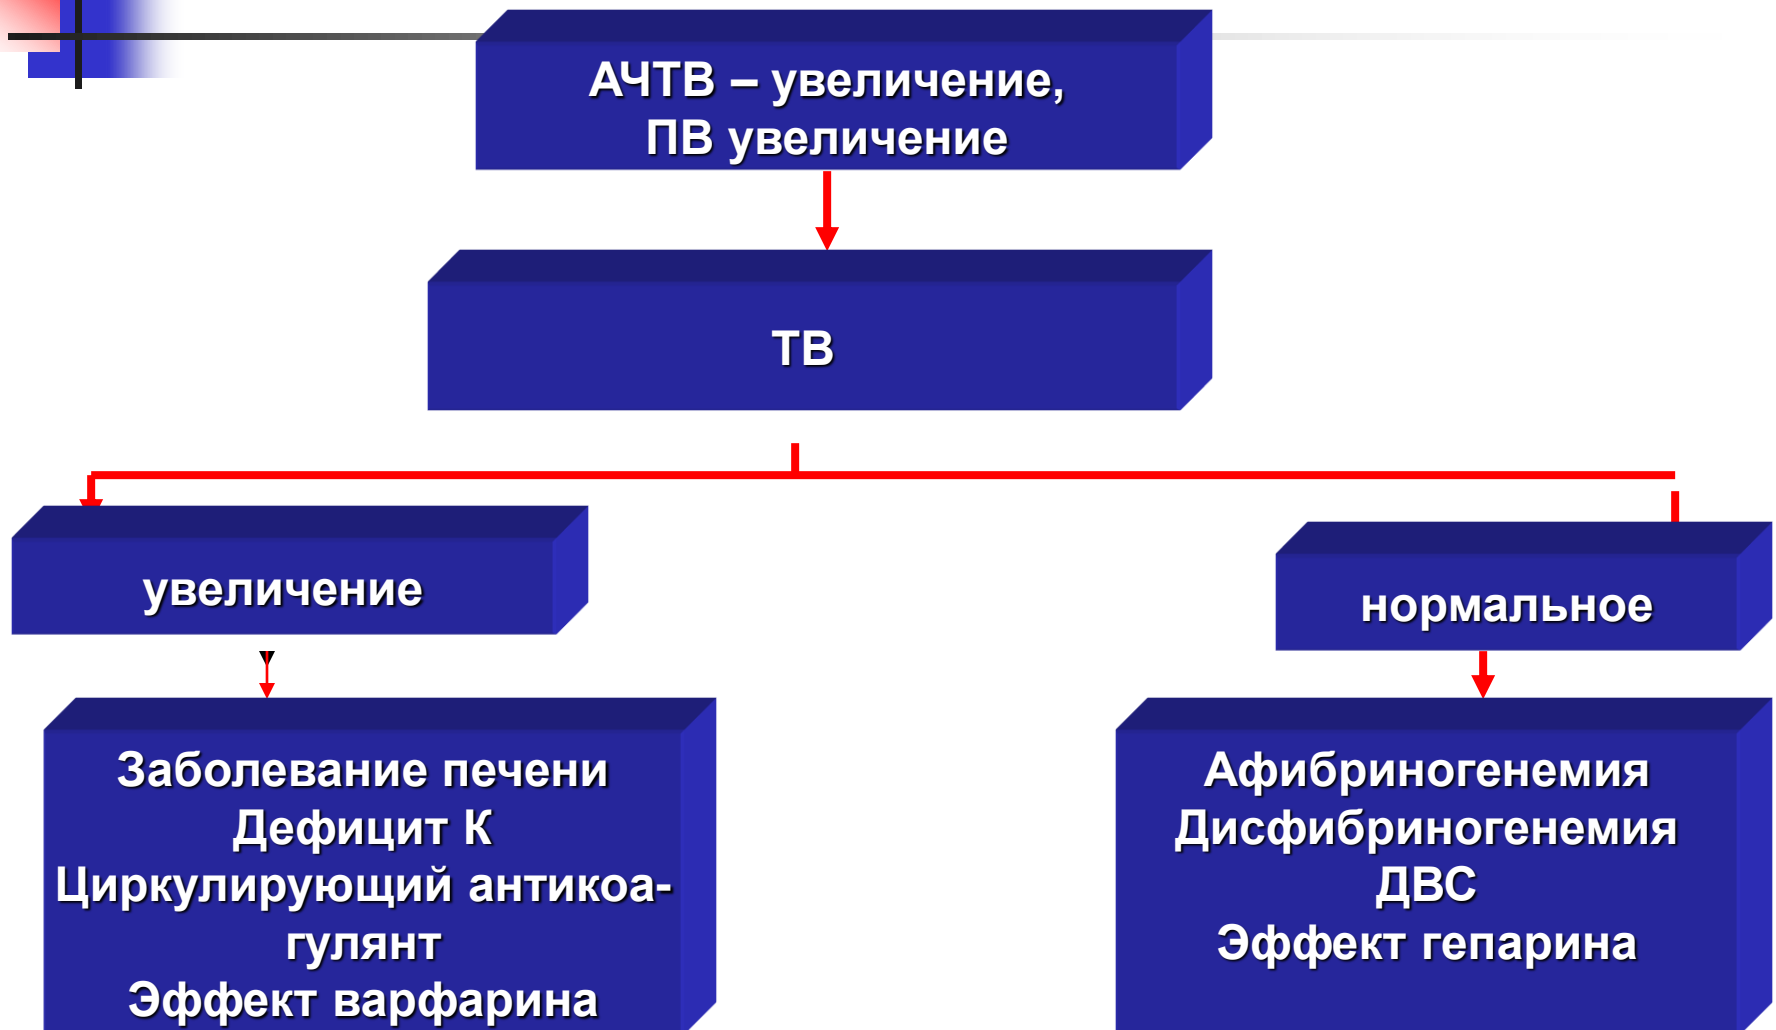 АЧТВ – увеличение,
ПВ увеличение
ТВ
увеличение
нормальное
Заболевание печени
Дефицит К
Циркулирующий антикоа-
гулянт
Эффект варфарина
Афибриногенемия
Дисфибриногенемия
ДВС
Эффект гепарина